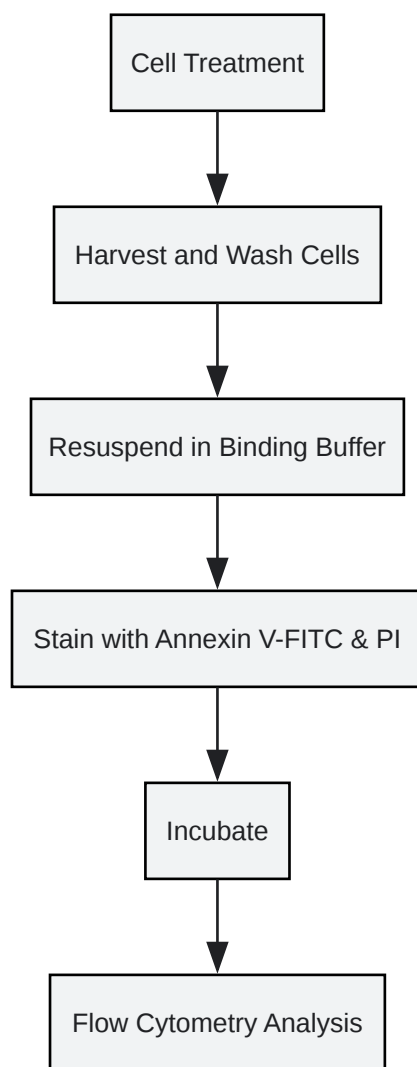 Cell Treatment
Harvest and Wash Cells
Resuspend in Binding Buffer
Stain with Annexin V-FITC & PI
Incubate
Flow Cytometry Analysis